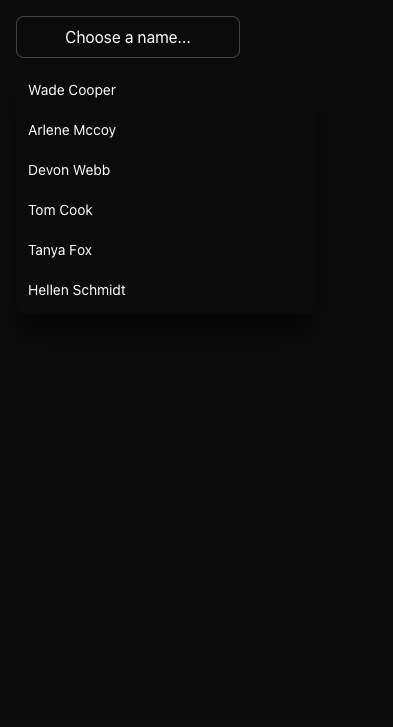 Choose a name...
Wade Cooper
Arlene Mccoy
Devon Webb
Tom Cook
Tanya Fox
Hellen Schmidt